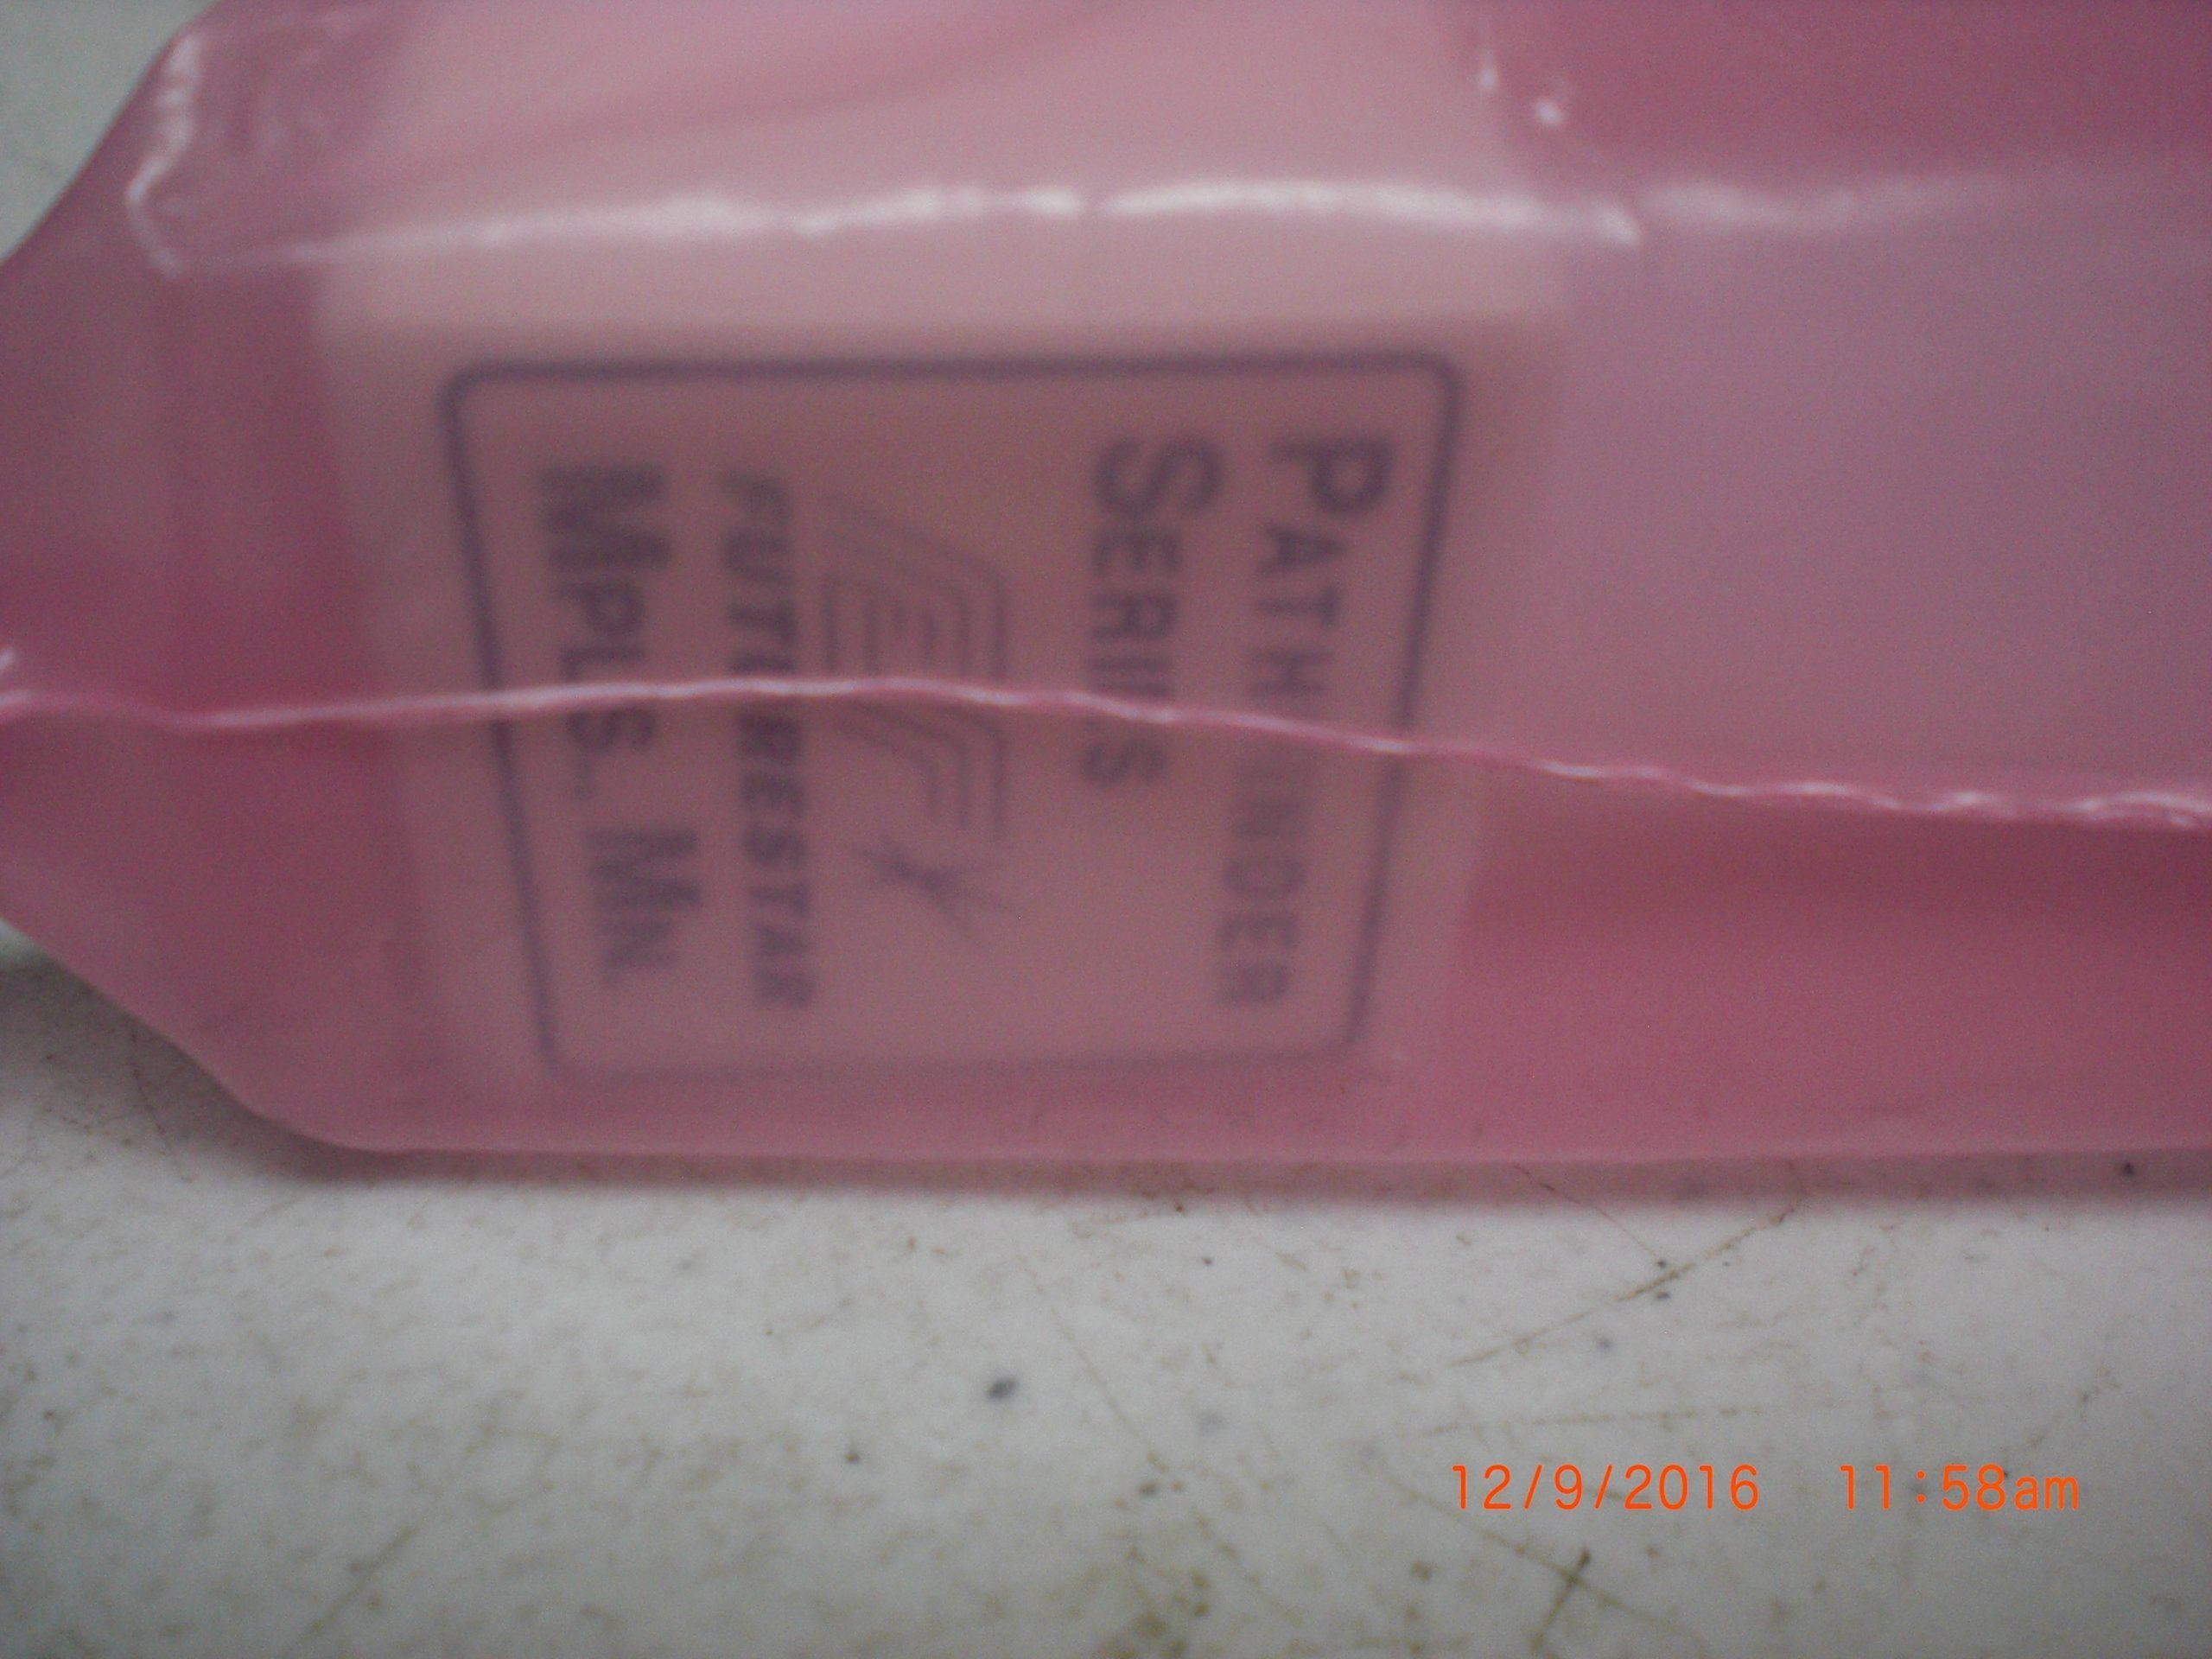 PATHFINDER
SERIES
FUTURESTAR
MPLS. MN
12/9/2016 11:58am